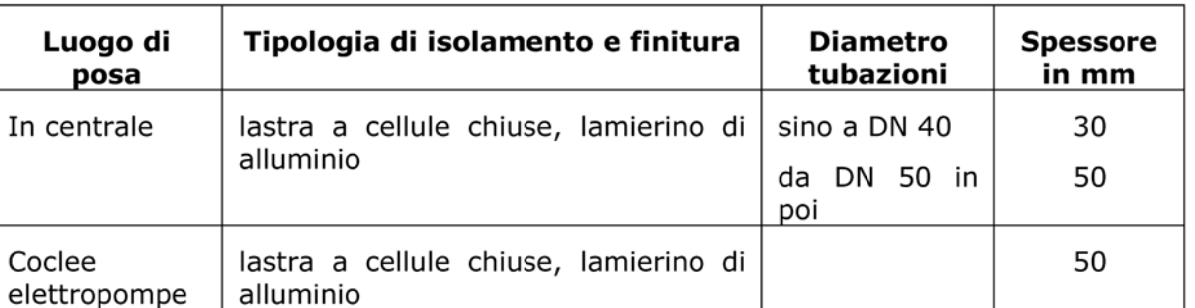 Luogo di posa | Tipologia di isolamento e finitura | Diametro tubazioni | Spessore in mm
In centrale | lastra a cellule chiuse, lamierino di alluminio | sino a DN 40 | 30
da DN 50 in poi | 50
Coclee elettropompe | lastra a cellule chiuse, lamierino di alluminio | 50